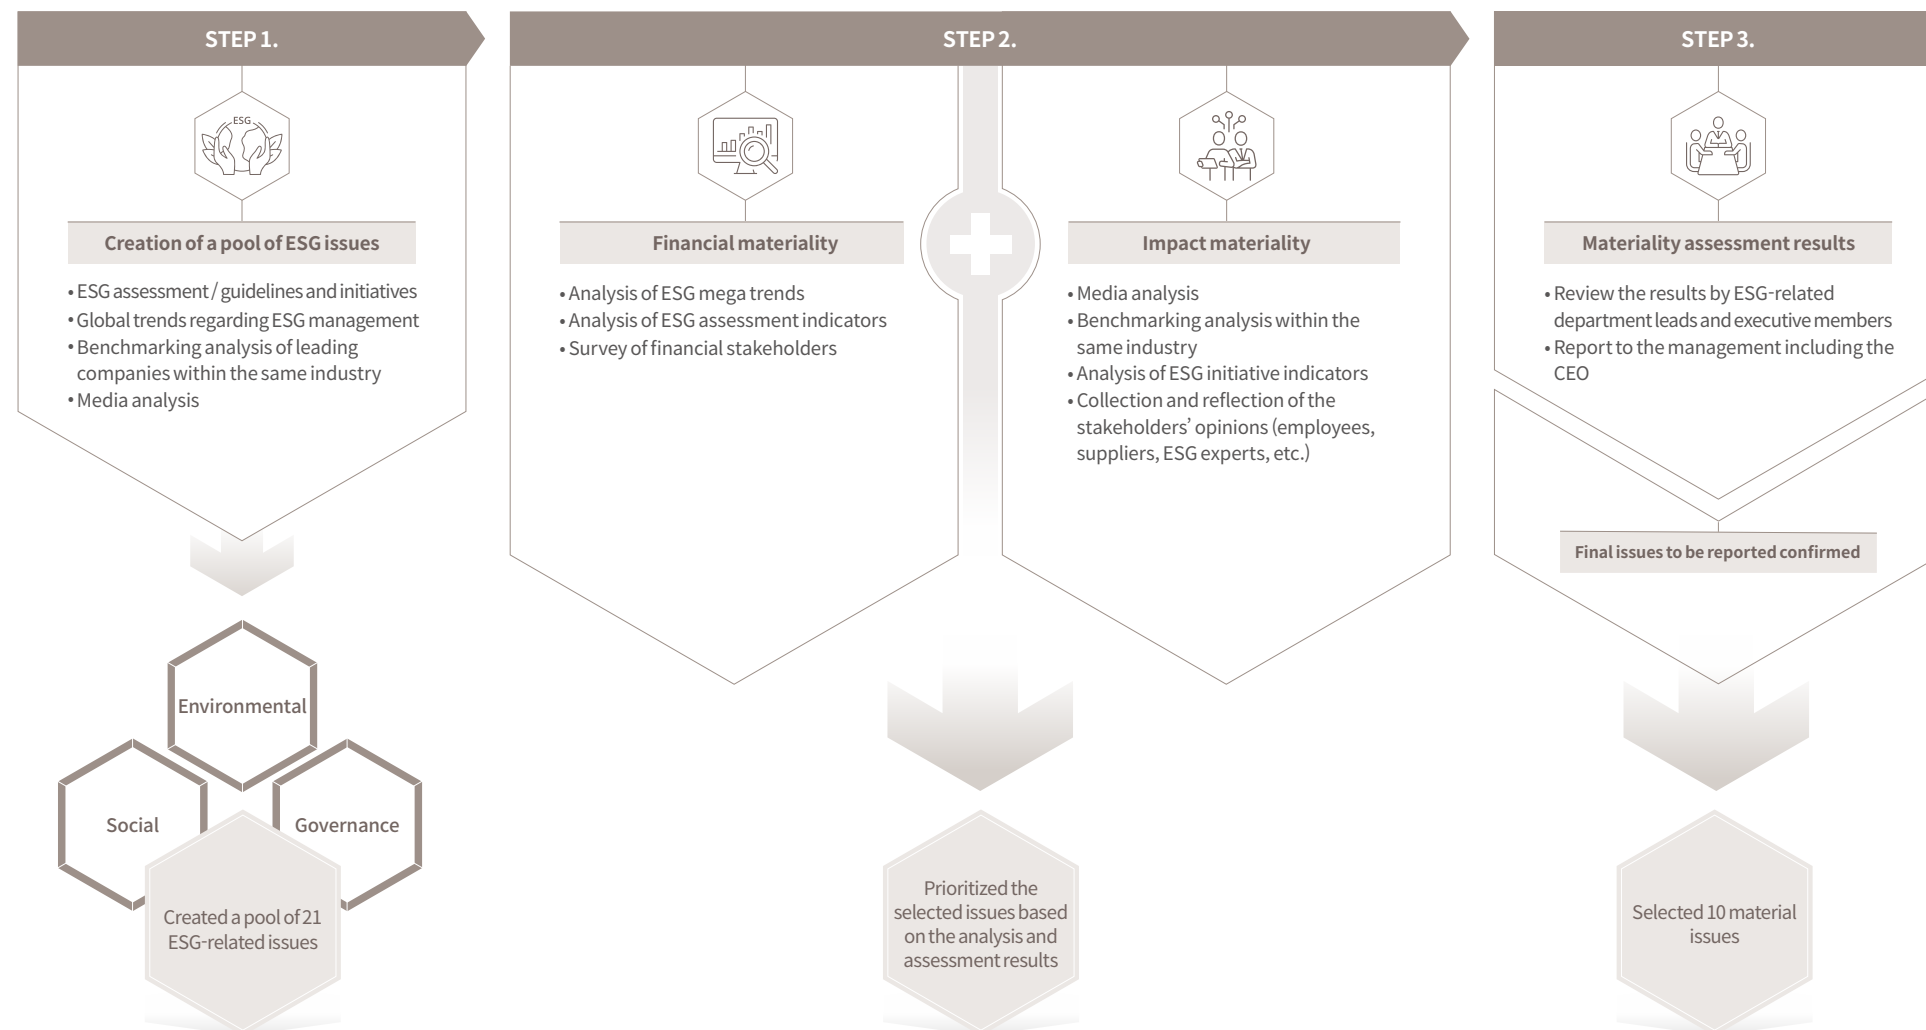 STEP 1.
ESG
Creation of a pool of ESG issues
• ESG assessment / guidelines and initiatives
• Global trends regarding ESG management
• Benchmarking analysis of leading
companies within the same industry
• Media analysis
Environmental
Social
Governance
Created a pool of 21
ESG-related issues
STEP 2.
Financial materiality
• Analysis of ESG mega trends
• Analysis of ESG assessment indicators
• Survey of financial stakeholders
Impact materiality
• Media analysis
• Benchmarking analysis within the
same industry
• Analysis of ESG initiative indicators
• Collection and reflection of the
stakeholders’ opinions (employees,
suppliers, ESG experts, etc.)
Prioritized the
selected issues based
on the analysis and
assessment results
STEP 3.
Materiality assessment results
• Review the results by ESG-related
department leads and executive members
• Report to the management including the
CEO
Final issues to be reported confirmed
Selected 10 material
issues